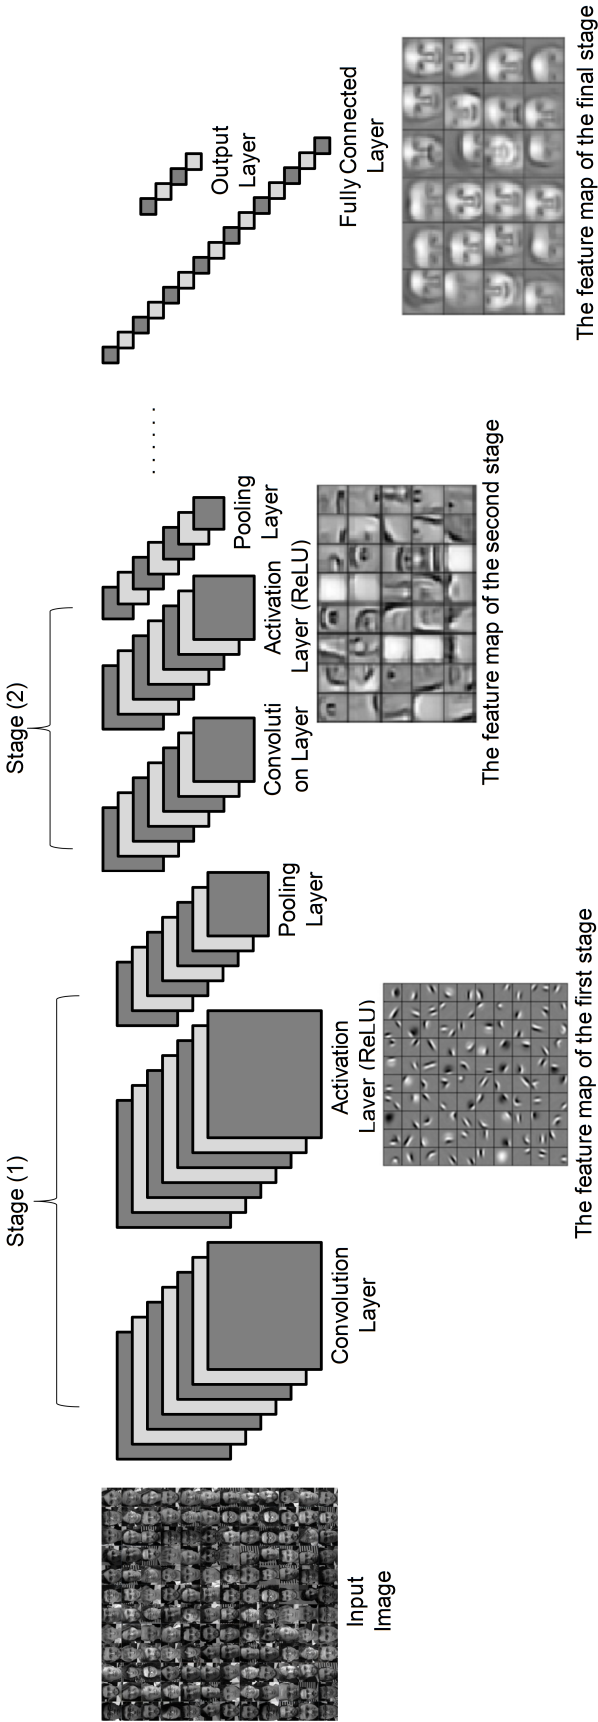 Stage (1)
Stage (2)
Input
Image
Convolution
Layer
Activation
Layer (ReLU)
Pooling
Layer
Convoluti
on Layer
Activation
Layer (ReLU)
Pooling
Layer
. . . . . .
Fully Connected
Layer
Output
Layer
The feature map of the first stage
The feature map of the second stage
The feature map of the final stage